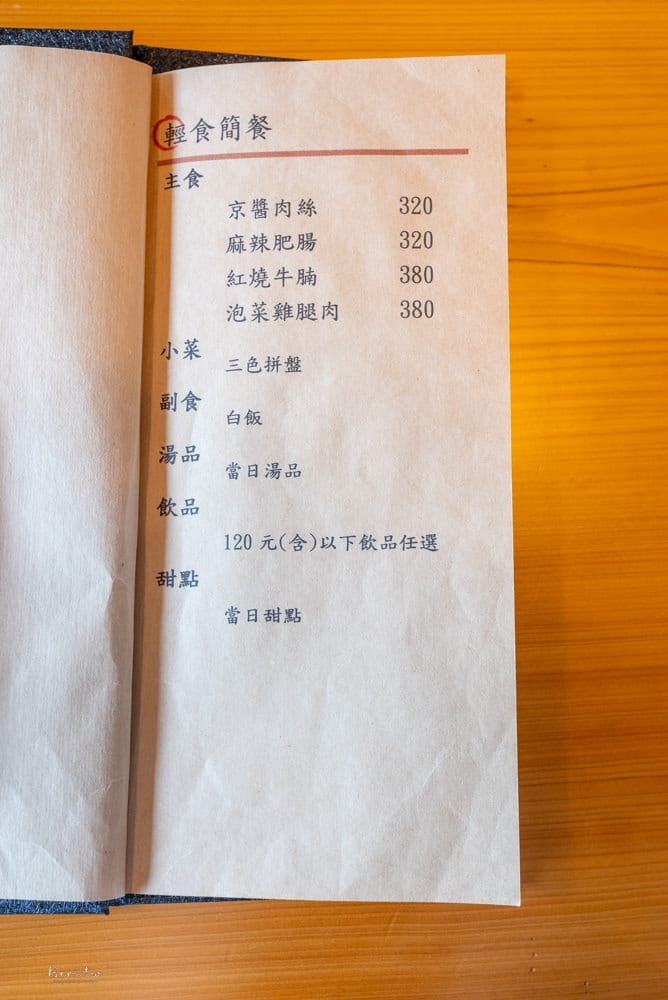 輕食簡餐
主食
京醬肉絲 320
麻辣肥腸 320
紅燒牛腩 380
泡菜雞腿肉 380
小菜
三色拼盤
副食
白飯
湯品
當日湯品
飲品
120 元(含)以下飲品任選
甜點
當日甜點